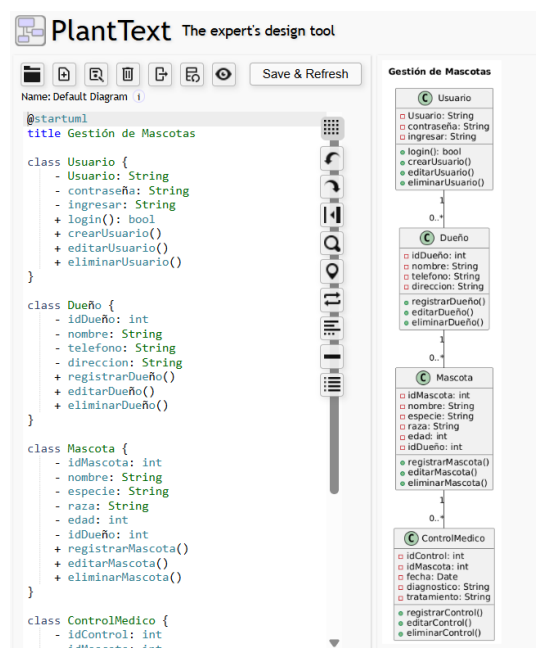 PlantText The expert's design tool
Save & Refresh
Name: Default Diagram i
@startuml
title Gestión de Mascotas
class Usuario {
- Usuario: String
- contraseña: String
- ingresar: String
+ login(): bool
+ crearUsuario()
+ editarUsuario()
+ eliminarUsuario()
}
class Dueño {
- idDueño: int
- nombre: String
- telefono: String
- direccion: String
+ registrarDueño()
+ editarDueño()
+ eliminarDueño()
}
class Mascota {
- idMascota: int
- nombre: String
- especie: String
- raza: String
- edad: int
- idDueño: int
+ registrarMascota()
+ editarMascota()
+ eliminarMascota()
}
class ControlMedico {
- idControl: int
- idMascota: int
Gestión de Mascotas
C Usuario
Usuario: String
contraseña: String
ingresar: String
login(): bool
crearUsuario()
editarUsuario()
eliminarUsuario()
1
0..*
C Dueño
idDueño: int
nombre: String
telefono: String
direccion: String
registrarDueño()
editarDueño()
eliminarDueño()
1
0..*
C Mascota
idMascota: int
nombre: String
especie: String
raza: String
edad: int
idDueño: int
registrarMascota()
editarMascota()
eliminarMascota()
1
0..*
C ControlMedico
idControl: int
idMascota: int
fecha: Date
diagnostico: String
tratamiento: String
registrarControl()
editarControl()
eliminarControl()